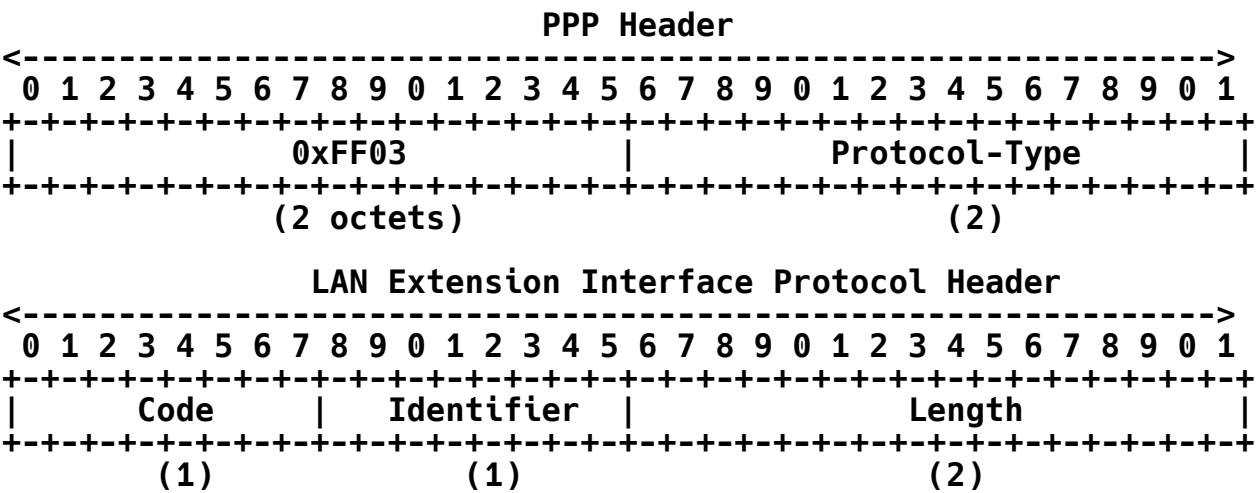 PPP Header
<-------------------------------------------------------------->
 0 1 2 3 4 5 6 7 8 9 0 1 2 3 4 5 6 7 8 9 0 1 2 3 4 5 6 7 8 9 0 1
+-+-+-+-+-+-+-+-+-+-+-+-+-+-+-+-+-+-+-+-+-+-+-+-+-+-+-+-+-+-+-+-+
|              0xFF03           |          Protocol-Type        |
+-+-+-+-+-+-+-+-+-+-+-+-+-+-+-+-+-+-+-+-+-+-+-+-+-+-+-+-+-+-+-+-+
              (2 octets)                         (2)
                LAN Extension Interface Protocol Header
<-------------------------------------------------------------->
 0 1 2 3 4 5 6 7 8 9 0 1 2 3 4 5 6 7 8 9 0 1 2 3 4 5 6 7 8 9 0 1
+-+-+-+-+-+-+-+-+-+-+-+-+-+-+-+-+-+-+-+-+-+-+-+-+-+-+-+-+-+-+-+-+
|      Code     |   Identifier  |              Length           |
+-+-+-+-+-+-+-+-+-+-+-+-+-+-+-+-+-+-+-+-+-+-+-+-+-+-+-+-+-+-+-+-+
        (1)             (1)                     (2)